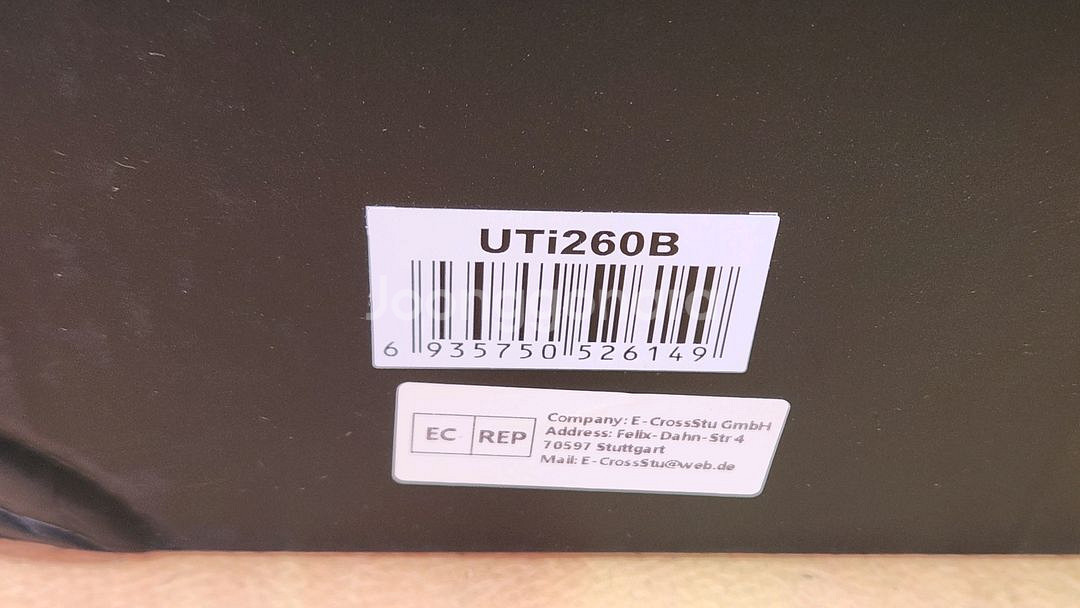 UTi260B
Joonggonara
6 935750 526149
EC REP
Company: E-CrossStu GmbH
Address: Felix-Dahn-Str 4
70597 Stuttgart
Mail: E-CrossStu@web.de